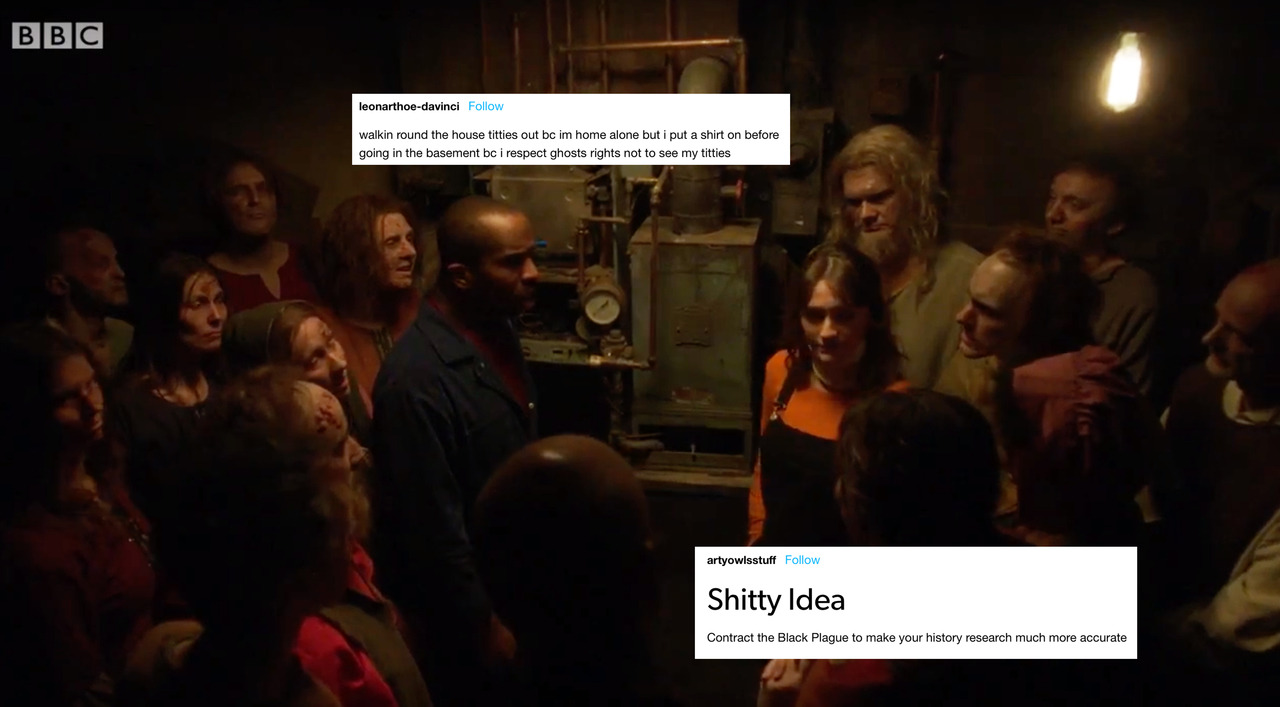 BBC
leonarthoe-davinci Follow
walkin round the house titties out bc im home alone but i put a shirt on before
going in the basement bc i respect ghosts rights not to see my titties
artyowlsstuff Follow
Shitty Idea
Contract the Black Plague to make your history research much more accurate